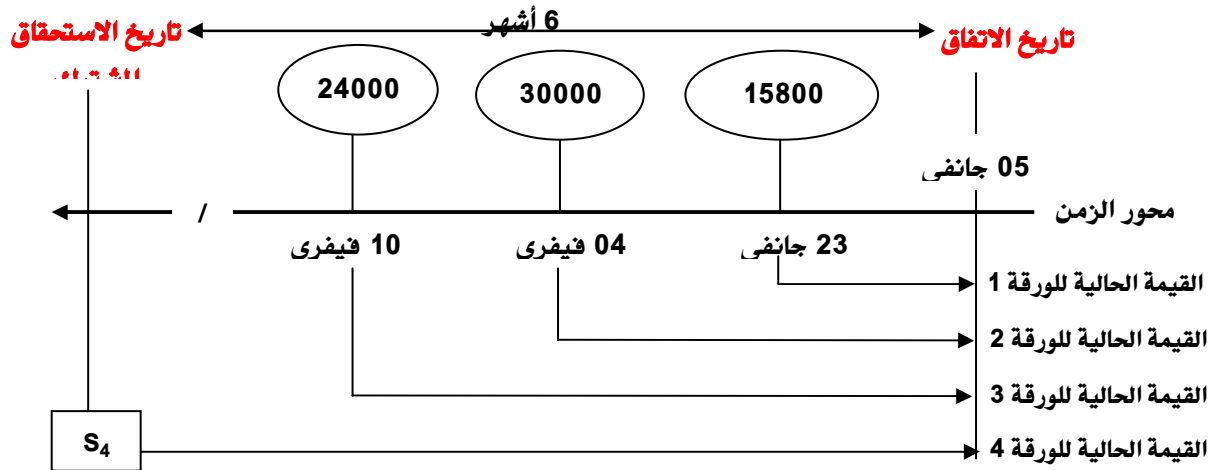 6 أشهر
تاريخ الاتفاق
تاريخ الاستحقاق
15800
30000
24000
05 جانفي
محور الزمن
/
23 جانفي
04 فيفري
10 فيفري
القيمة الحالية للورقة 1
القيمة الحالية للورقة 2
القيمة الحالية للورقة 3
القيمة الحالية للورقة 4
S₄